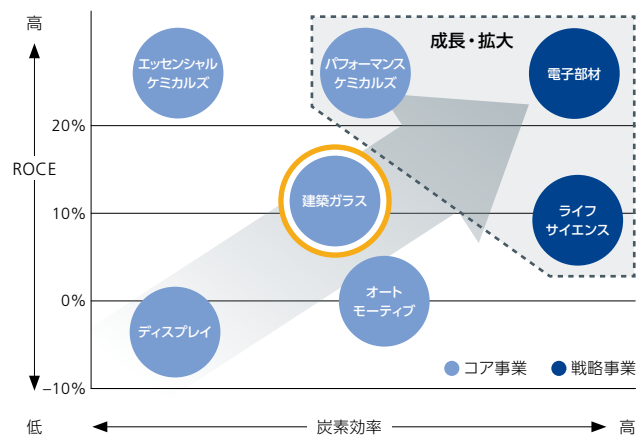 高
成長・拡大
エッセンシャル
ケミカルズ
パフォーマンス
ケミカルズ
電子部材
20%
ROCE
建築ガラス
ライフ
サイエンス
10%
オート
モーティブ
0%
ディスプレイ
コア事業
戦略事業
−10%
低
炭素効率
高